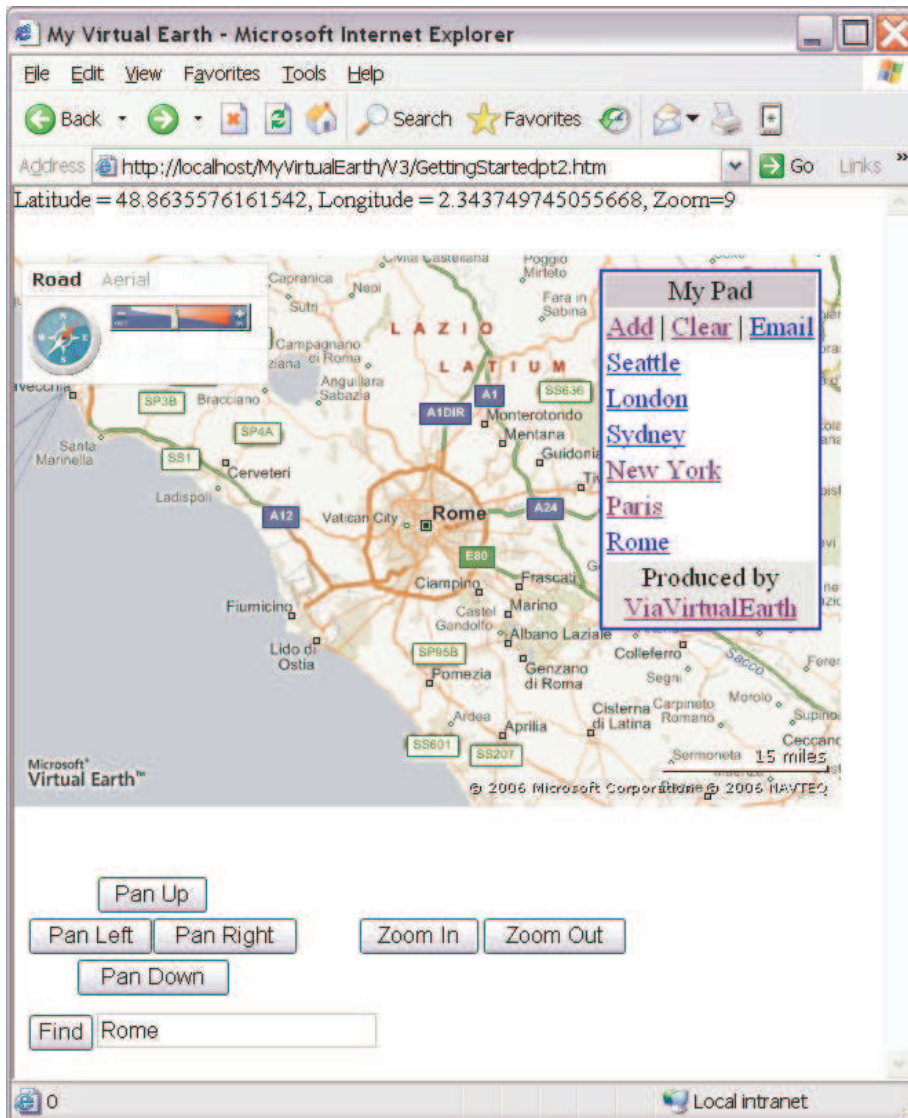 My Virtual Earth - Microsoft Internet Explorer
File Edit View Favorites Tools Help
Back Search Favorites
Address http://localhost/MyVirtualEarth/V3/GettingStartedpt2.htm Go Links »
Latitude = 48.8635576161542, Longitude = 2.343749745055668, Zoom=9
Road Aerial
Civita Castellana
Poggio
Mirteto
Capranica
Nepi
Sutri
Fara in
Sabina
LAZIO
Campagnano
di Roma
LATIUM
Anguillara
Sabazia
A1
SS636
SP3B
Bracciano
A1DIR
Monterotondo
Mentana
SP4A
Santa
Marinella
SS1
Cerveteri
Guidonia
Ladispoli
A12
Vatican City
Rome
A24
E80
Ciampino
Frascati
Fiumicino
Castel
Gandolfo
Marino
Albano Laziale
Lido di
Ostia
SP95B
Pomezia
Genzano
di Roma
Colleferro
Sacco
Segni
Ardea
Aprilia
Cisterna
di Latina
Carpineto
Romano
Morolo
SS601
SS207
Sermoneta
15 miles
My Pad
Add | Clear | Email
Seattle
London
Sydney
New York
Paris
Rome
Produced by
ViaVirtualEarth
Microsoft®
Virtual Earth™
© 2006 Microsoft Corporation © 2006 NAVTEQ
Pan Up
Pan Left Pan Right Zoom In Zoom Out
Pan Down
Find Rome
0 Local intranet